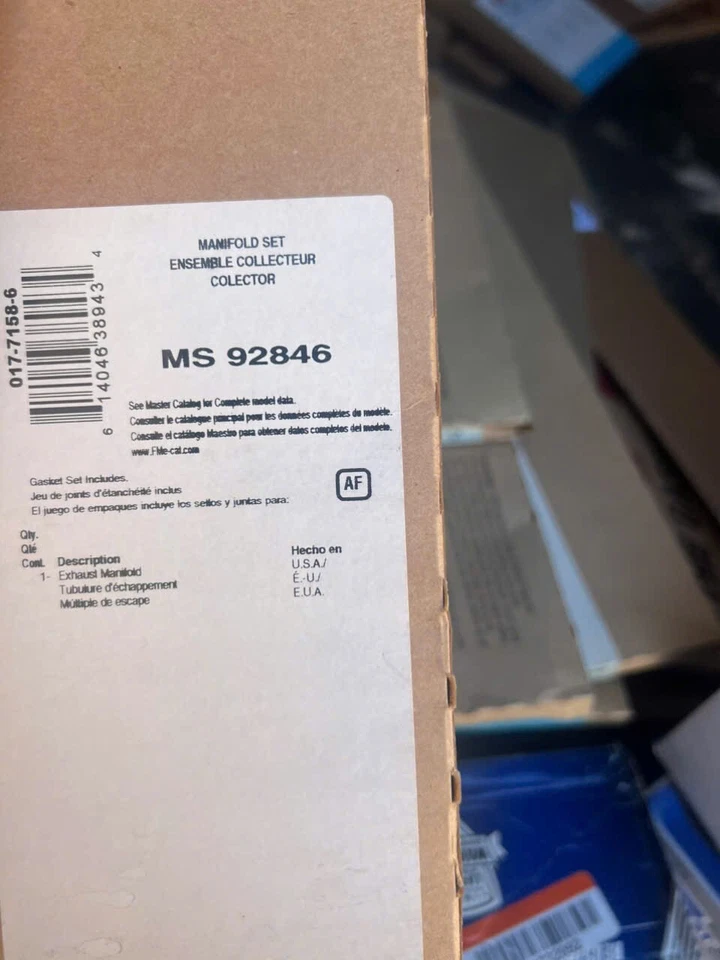 MANIFOLD SET
ENSEMBLE COLLECTEUR
COLECTOR
017-7158-6
6 14046 38943 4
MS 92846
See Master Catalog for Complete model data.
Consulter le catalogue principal pour les données complètes du modèle.
Consulte el catálogo Maestro para obtener datos completos del modelo.
www.FMe-cat.com
AF
Gasket Set Includes.
Jeu de joints d'étanchéité inclus
El juego de empaques incluye los sellos y juntas para:
Qty.
Qté
Cont. Description
1- Exhaust Manifold
Tubulure d'échappement
Múltiple de escape
Hecho en
U.S.A./
É.-U./
E.U.A.